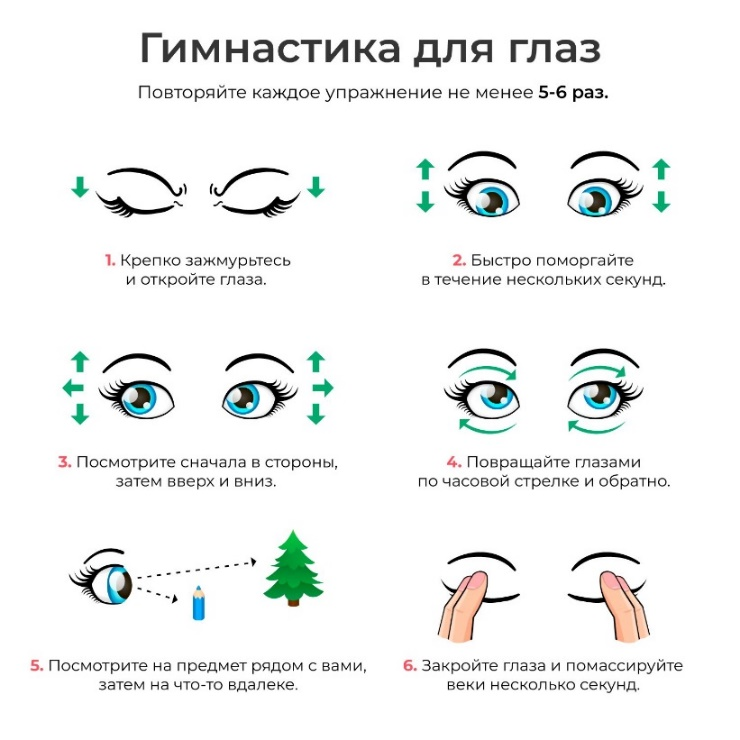 Гимнастика для глаз
Повторяйте каждое упражнение не менее 5-6 раз.
1. Крепко зажмурьтесь
и откройте глаза.
2. Быстро поморгайте
в течение нескольких секунд.
3. Посмотрите сначала в стороны,
затем вверх и вниз.
4. Повращайте глазами
по часовой стрелке и обратно.
5. Посмотрите на предмет рядом с вами,
затем на что-то вдалеке.
6. Закройте глаза и помассируйте
веки несколько секунд.